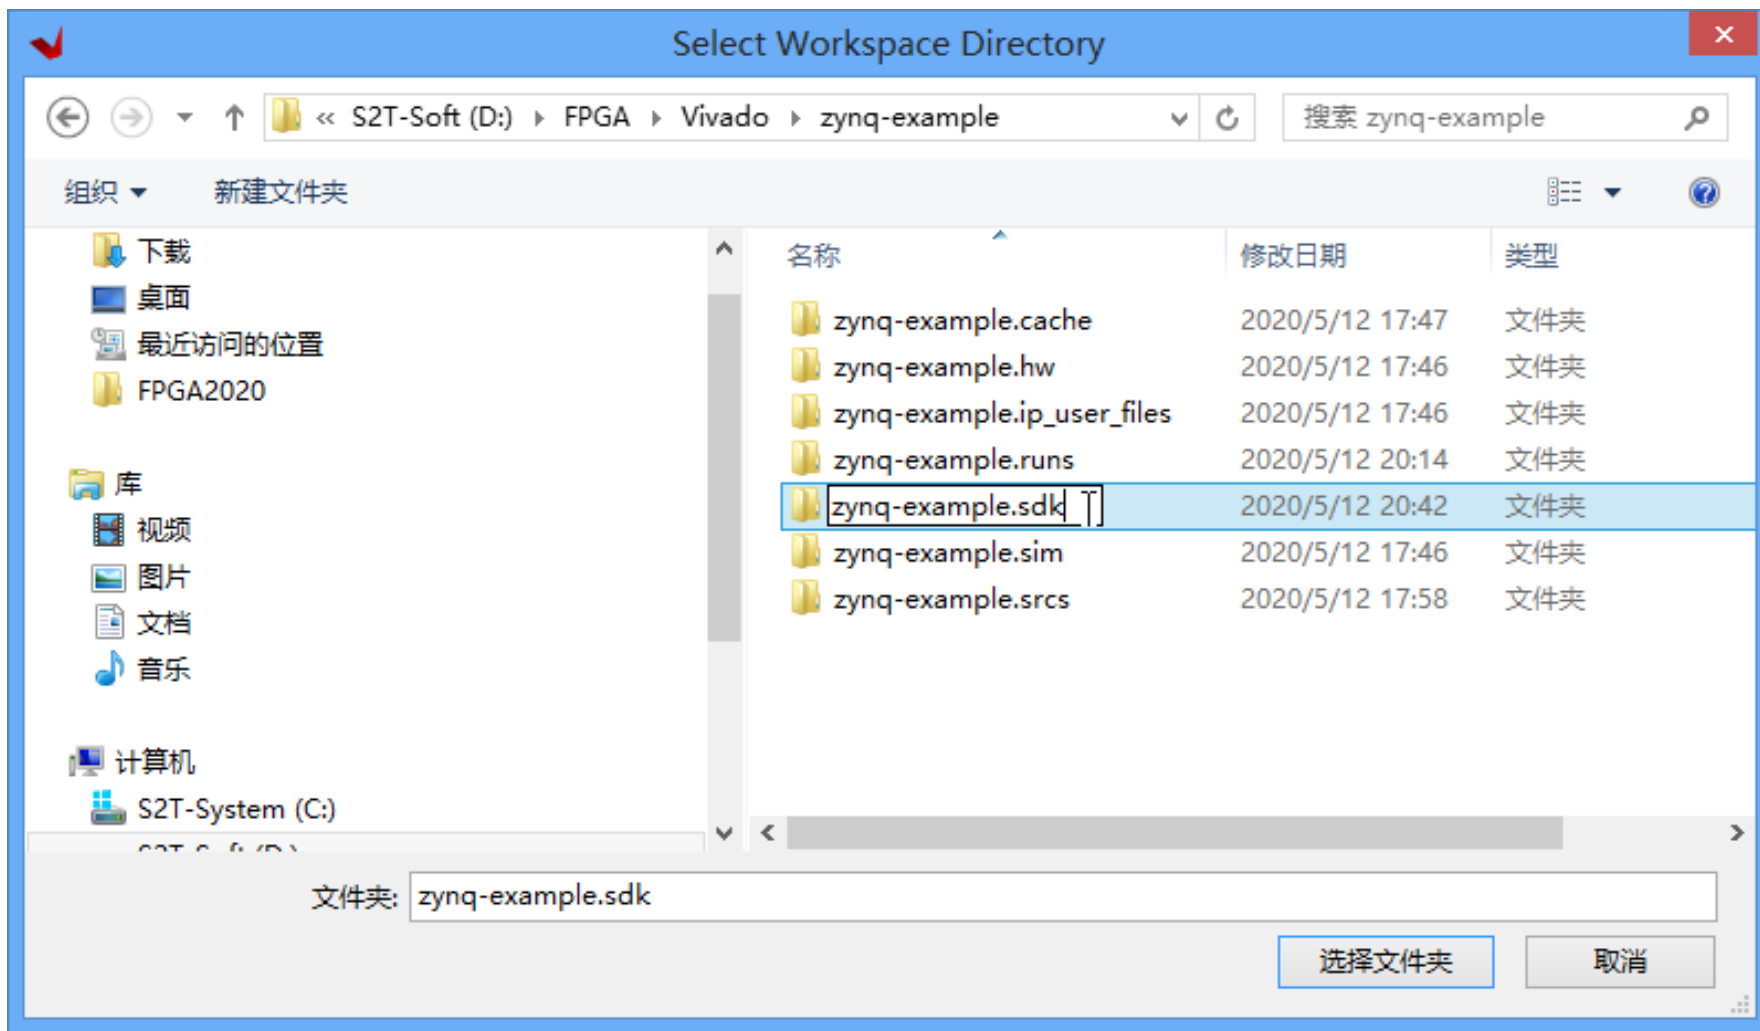 Select Workspace Directory
« S2T-Soft (D:) FPGA Vivado zynq-example
搜索 zynq-example
组织 新建文件夹
下载
桌面
最近访问的位置
FPGA2020
库
视频
图片
文档
音乐
计算机
S2T-System (C:)
S2T-Soft (D:)
名称 修改日期 类型
zynq-example.cache 2020/5/12 17:47 文件夹
zynq-example.hw 2020/5/12 17:46 文件夹
zynq-example.ip_user_files 2020/5/12 17:46 文件夹
zynq-example.runs 2020/5/12 20:14 文件夹
zynq-example.sdk 2020/5/12 20:42 文件夹
zynq-example.sim 2020/5/12 17:46 文件夹
zynq-example.srcs 2020/5/12 17:58 文件夹
文件夹: zynq-example.sdk
选择文件夹 取消